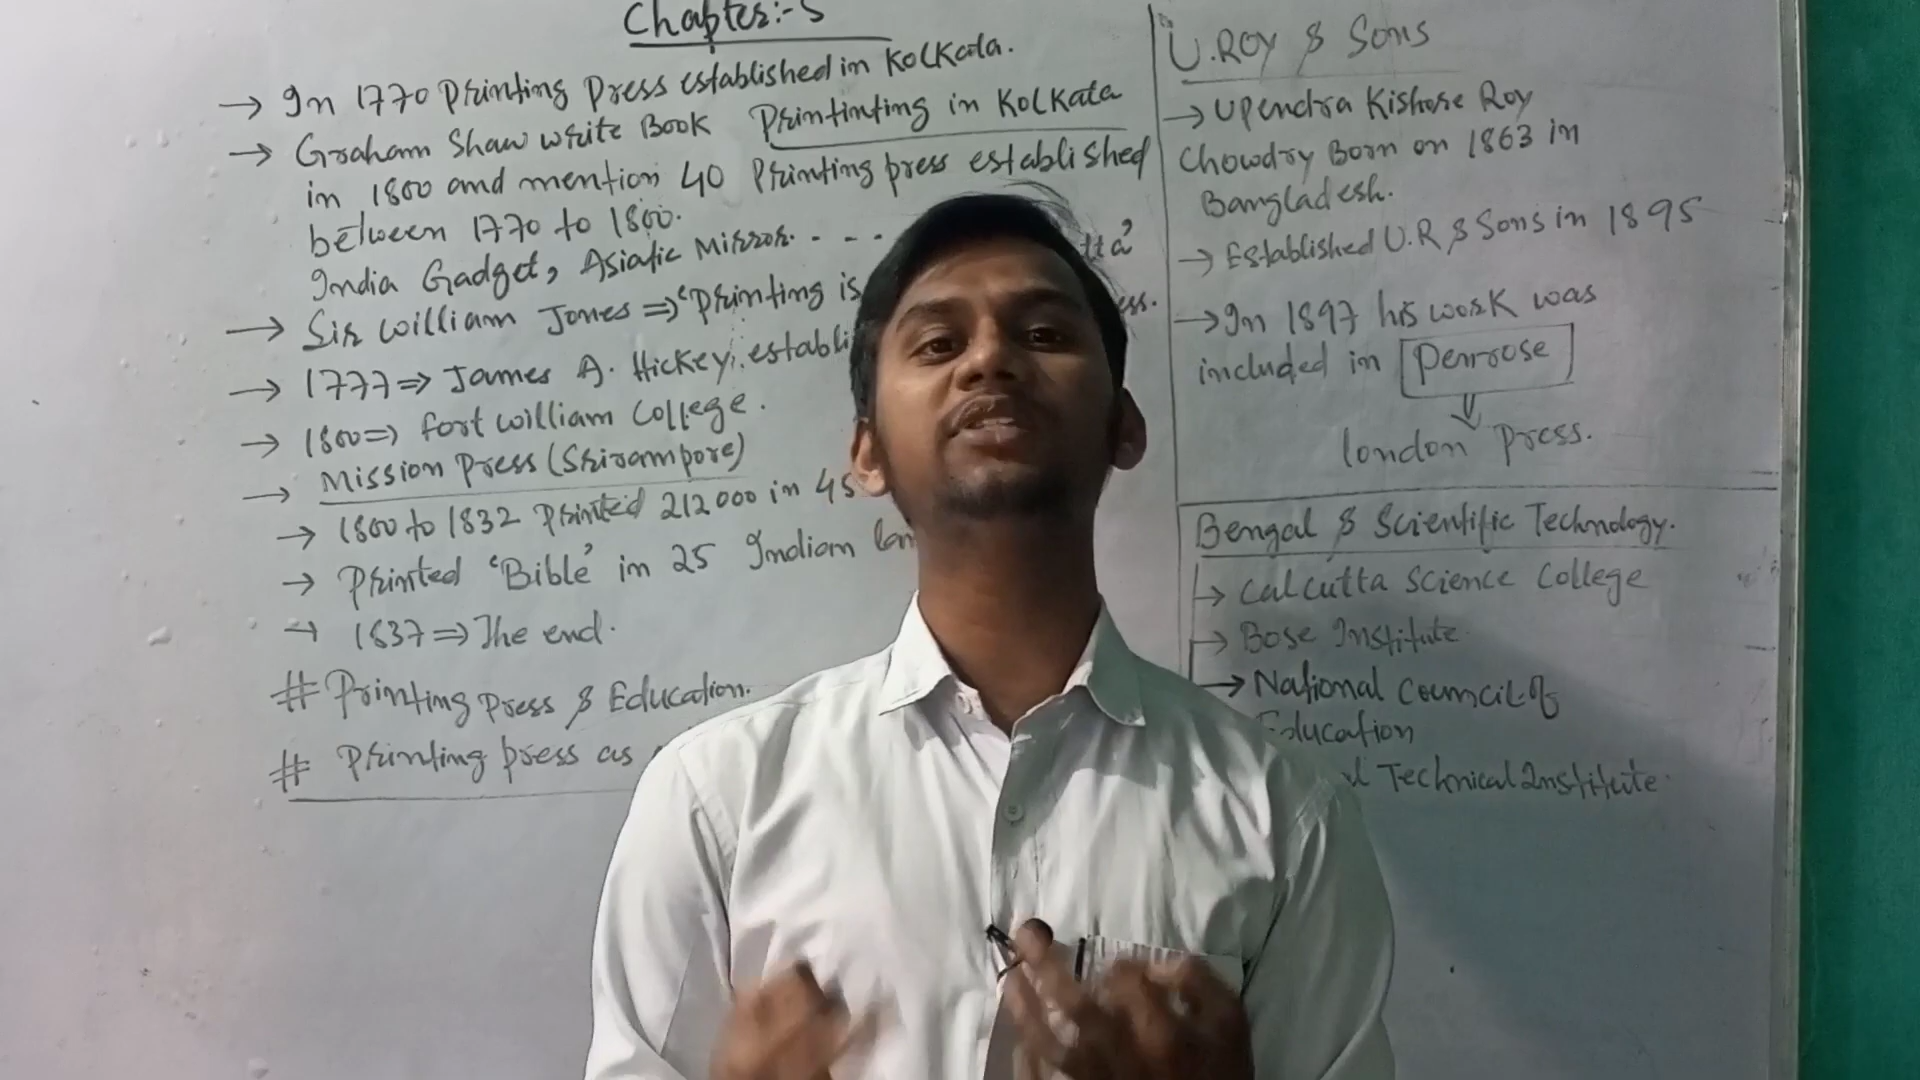 Chapter:-5
→ In 1770 Printing Press established in Kolkata.
→ Graham Shaw write Book Printinting in Kolkata
in 1800 and mention 40 Printing press established
between 1770 to 1800.
India Gadget, Asiatic Mirror. - - -
→ Sir William Jones ⇒ ‘Printing is
→ 1777 ⇒ James A. Hickey, establi
→ 1800 ⇒ fort William College.
→ Mission Press (Srirampore)
→ 1800 to 1832 Printed 212000 in 45
→ Printed ‘Bible’ in 25 Indian lan
→ 1837 ⇒ The end.
# Printing Press & Education.
# Printing press as
U.ROY & Sons
→ Upendra Kishore Roy
Chowdry Born on 1863 in
Bangladesh.
→ Established U.R & Sons in 1895
→ In 1897 his work was
included in Penrose
london Press.
Bengal & Scientific Technology.
→ Calcutta Science College
→ Bose Institute.
→ National Council of
Education
Technical Institute.